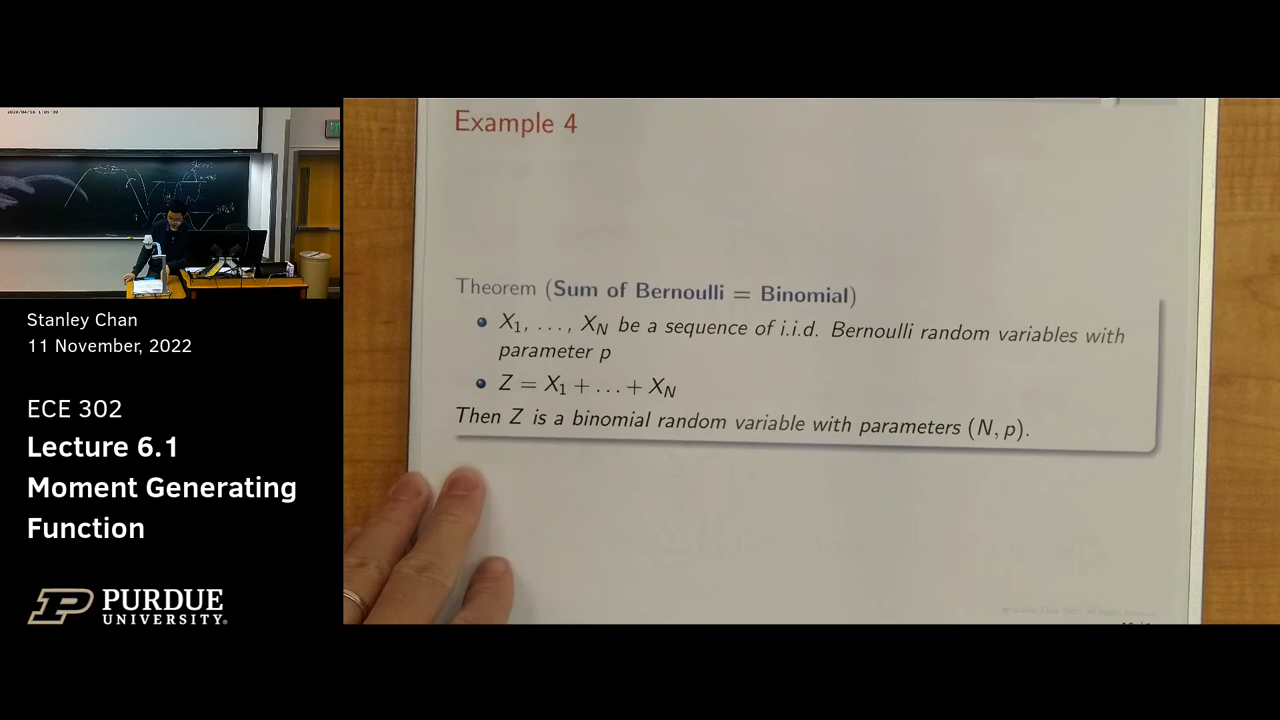 Example 4
Theorem (Sum of Bernoulli = Binomial)
X₁, . . . , X_N be a sequence of i.i.d. Bernoulli random variables with
parameter p
Z = X₁ + . . . + X_N
Then Z is a binomial random variable with parameters (N, p).
Stanley Chan
11 November, 2022
ECE 302
Lecture 6.1
Moment Generating
Function
PURDUE
UNIVERSITY